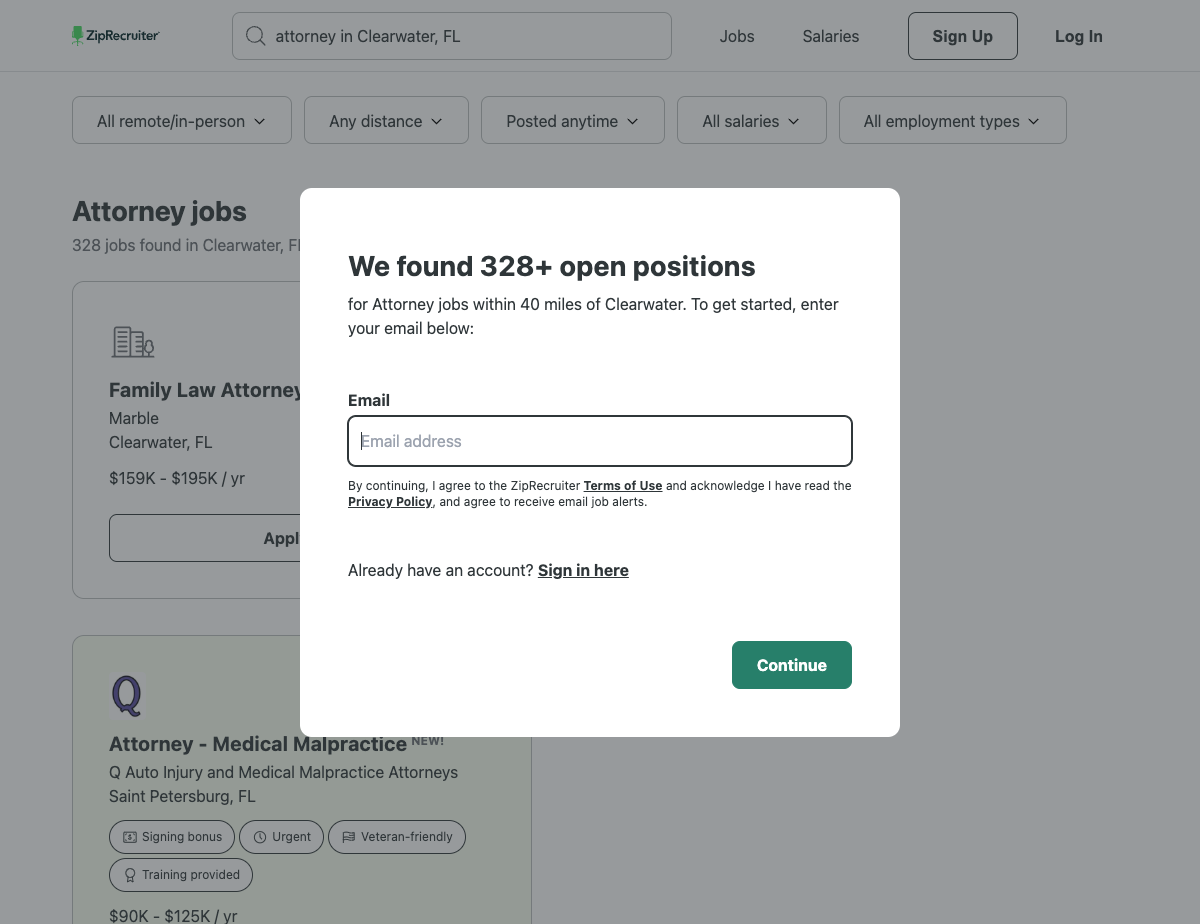 ZipRecruiter
attorney in Clearwater, FL
Jobs
Salaries
Sign Up
Log In
All remote/in-person
Any distance
Posted anytime
All salaries
All employment types
Attorney jobs
328 jobs found in Clearwater, FL
Family Law Attorney
Marble
Clearwater, FL
$159K - $195K / yr
Appl
We found 328+ open positions
for Attorney jobs within 40 miles of Clearwater. To get started, enter
your email below:
Email
Email address
By continuing, I agree to the ZipRecruiter Terms of Use and acknowledge I have read the
Privacy Policy, and agree to receive email job alerts.
Already have an account? Sign in here
Continue
Q
Attorney - Medical Malpractice NEW!
Q Auto Injury and Medical Malpractice Attorneys
Saint Petersburg, FL
Signing bonus
Urgent
Veteran-friendly
Training provided
$90K - $125K / yr